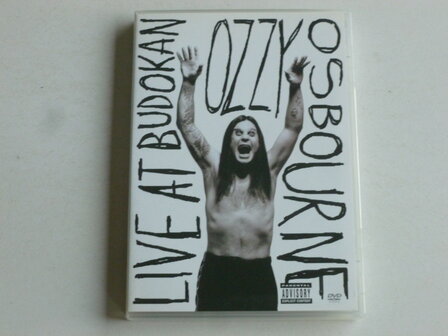 LIVE AT BUDOKAN
OZZY
OSBOURNE
PARENTAL
ADVISORY
EXPLICIT CONTENT
DVD